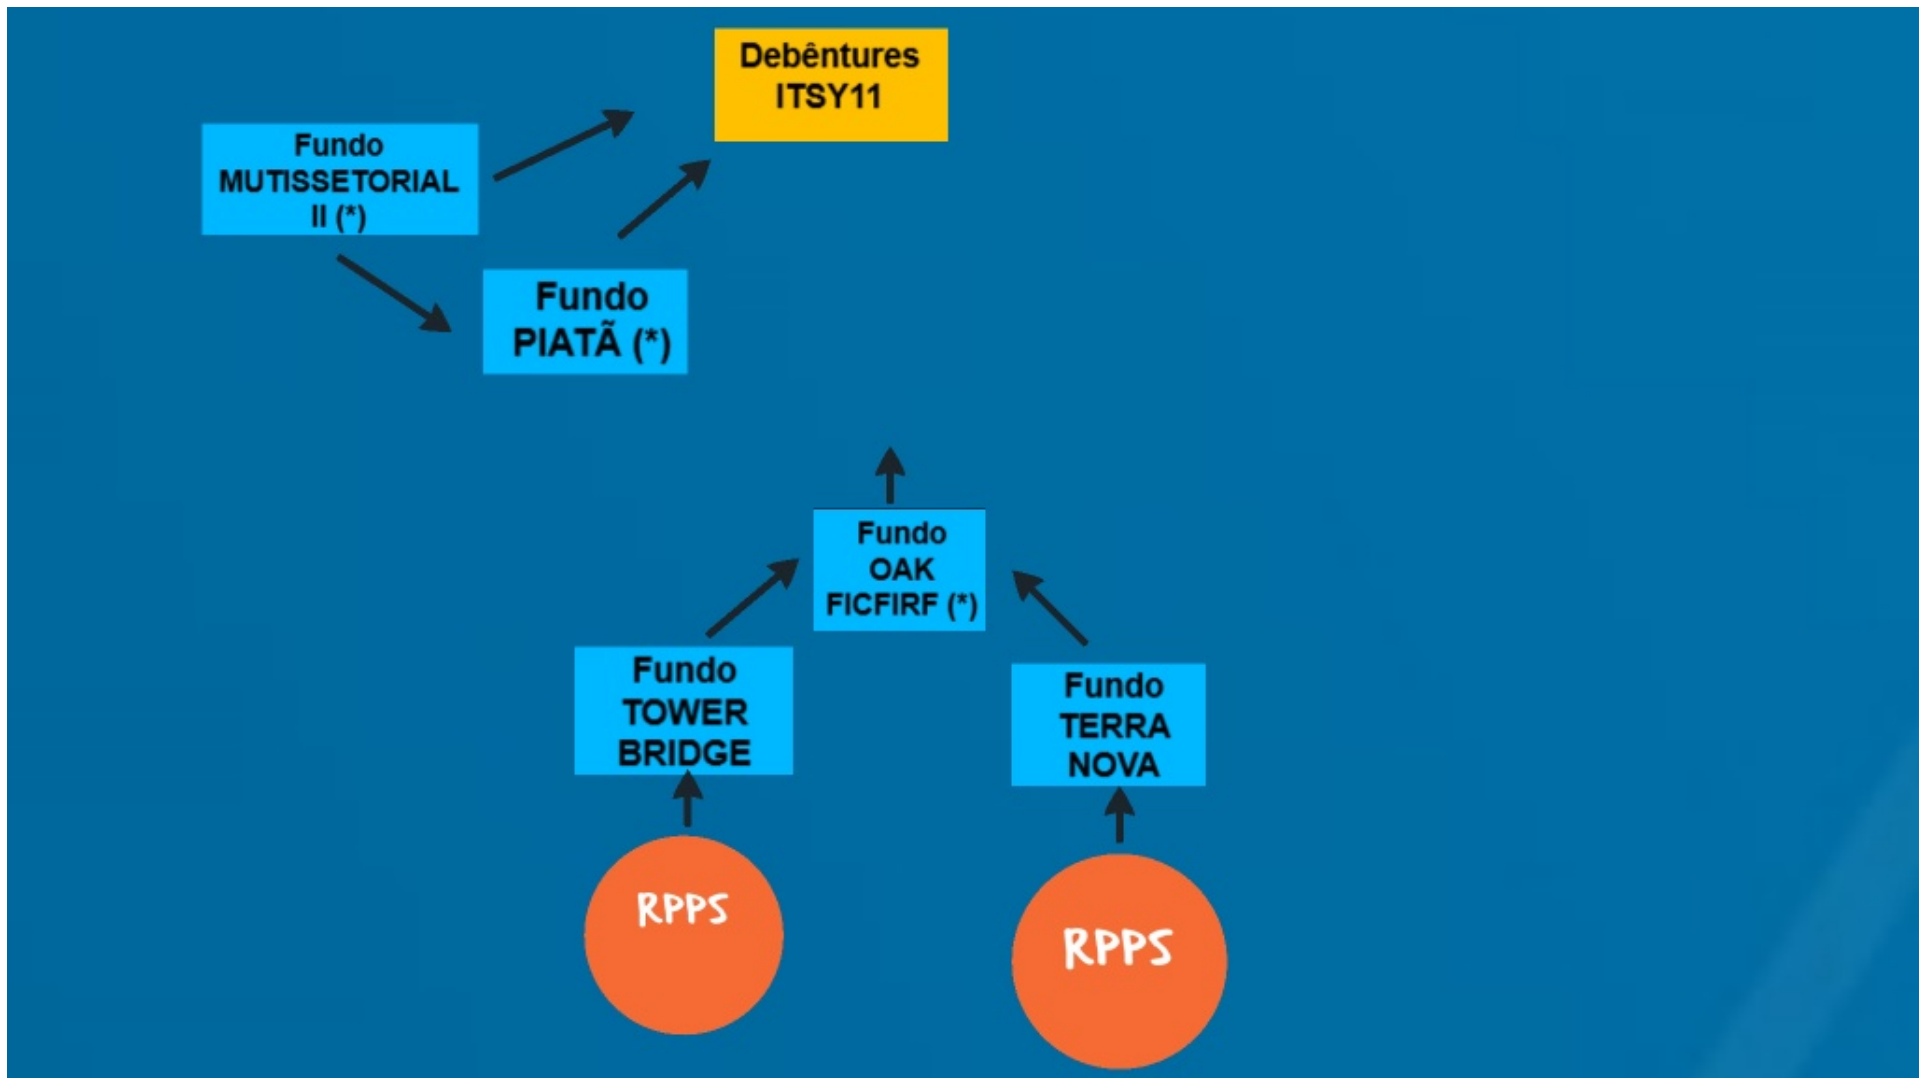 Debêntures
ITSY11
Fundo
MUTISSETORIAL
II (*)
Fundo
PIATÃ (*)
Fundo
OAK
FICFIRF (*)
Fundo
TOWER
BRIDGE
Fundo
TERRA
NOVA
RPPS
RPPS